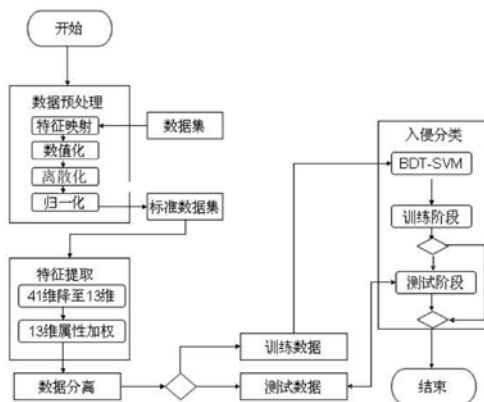 开始
数据预处理
特征映射
数值化
离散化
归一化
数据集
标准数据集
特征提取
41维降至13维
13维属性加权
数据分离
训练数据
测试数据
入侵分类
BDT-SVM
训练阶段
测试阶段
结束